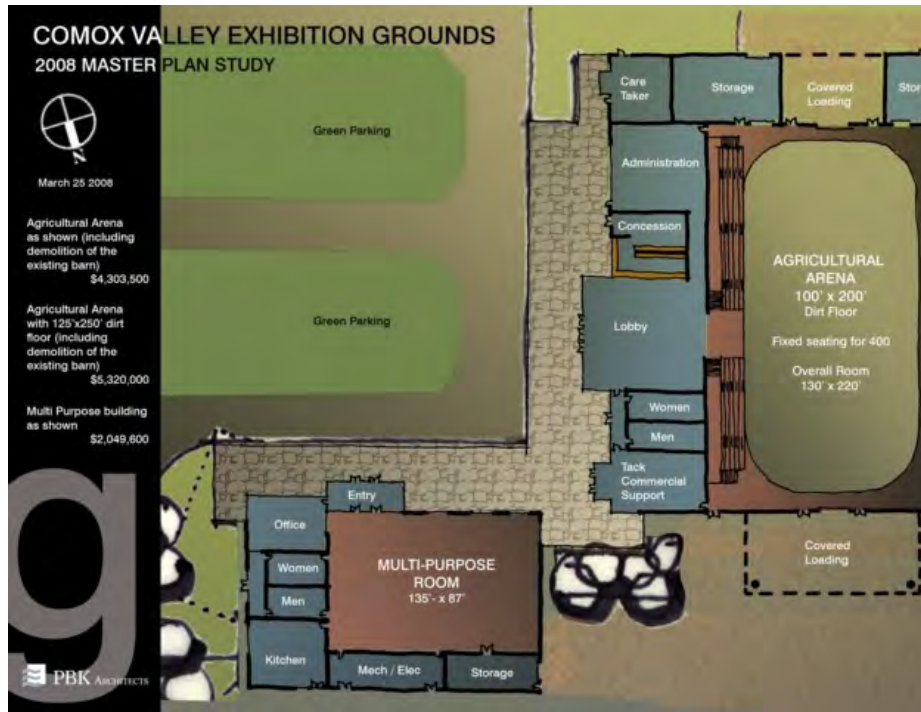 COMOX VALLEY EXHIBITION GROUNDS
2008 MASTER PLAN STUDY
N
March 25 2008
Agricultural Arena
as shown (including
demolition of the
existing barn)
$4,303,500
Agricultural Arena
with 125'x250' dirt
floor (including
demolition of the
existing barn)
$5,320,000
Multi Purpose building
as shown
$2,049,600
g
PBK ARCHITECTS
Green Parking
Green Parking
Care
Taker
Storage
Covered
Loading
Stor
Administration
Concession
Lobby
Women
Men
Tack
Commercial
Support
AGRICULTURAL
ARENA
100' x 200'
Dirt Floor
Fixed seating for 400
Overall Room
130' x 220'
Covered
Loading
Entry
Office
Women
Men
Kitchen
MULTI-PURPOSE
ROOM
135'- x 87'
Mech / Elec
Storage